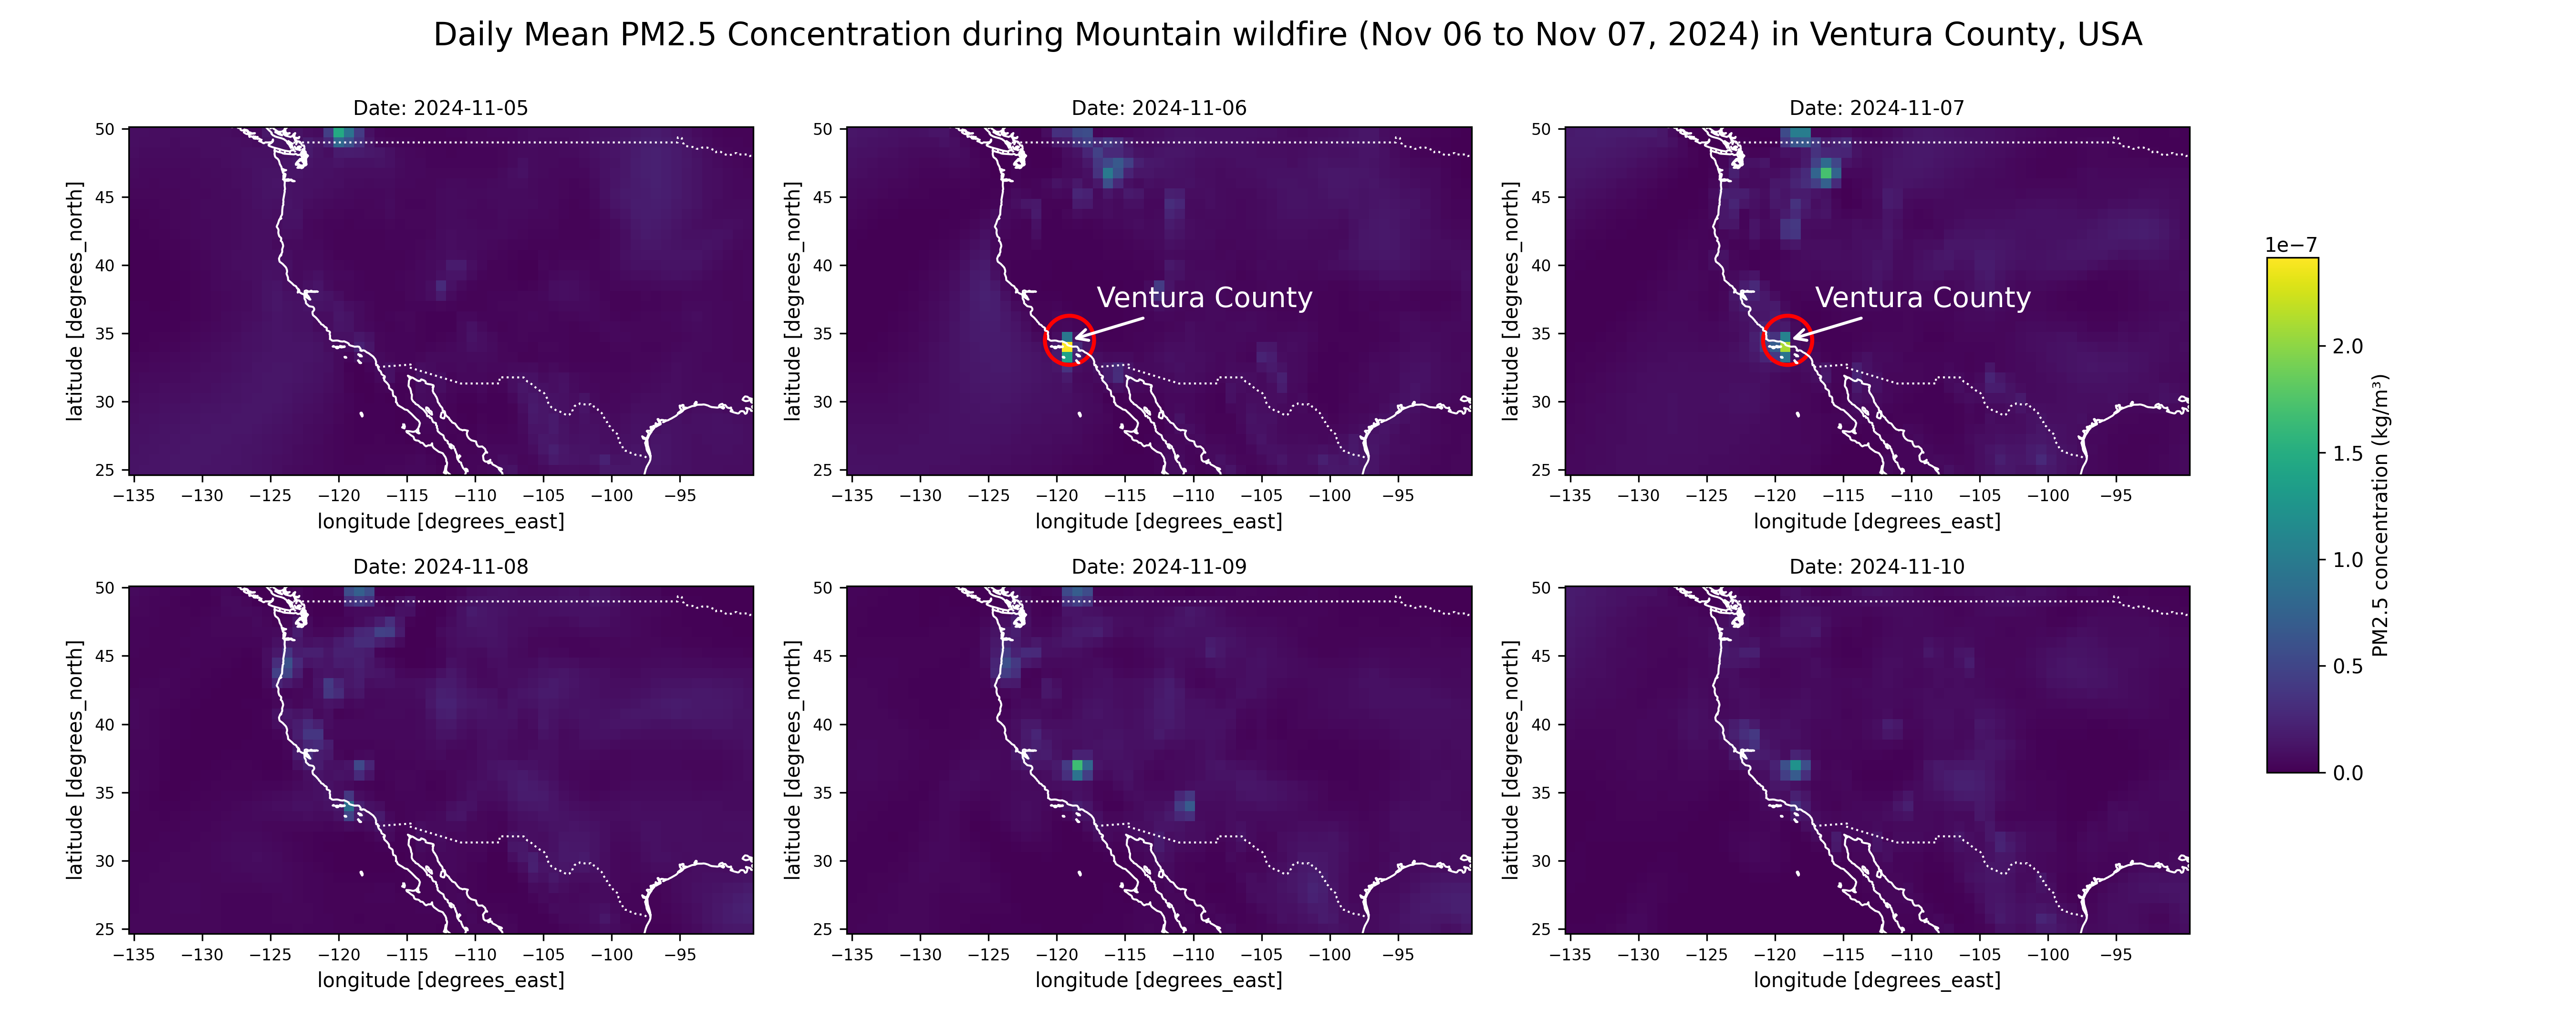 Daily Mean PM2.5 Concentration during Mountain wildfire (Nov 06 to Nov 07, 2024) in Ventura County, USA
Date: 2024-11-05
50
45
40
35
30
25
latitude [degrees_north]
−135 −130 −125 −120 −115 −110 −105 −100 −95
longitude [degrees_east]
Date: 2024-11-06
50
45
40
35
30
25
latitude [degrees_north]
Ventura County
−135 −130 −125 −120 −115 −110 −105 −100 −95
longitude [degrees_east]
Date: 2024-11-07
50
45
40
35
30
25
latitude [degrees_north]
Ventura County
−135 −130 −125 −120 −115 −110 −105 −100 −95
longitude [degrees_east]
Date: 2024-11-08
50
45
40
35
30
25
latitude [degrees_north]
−135 −130 −125 −120 −115 −110 −105 −100 −95
longitude [degrees_east]
Date: 2024-11-09
50
45
40
35
30
25
latitude [degrees_north]
−135 −130 −125 −120 −115 −110 −105 −100 −95
longitude [degrees_east]
Date: 2024-11-10
50
45
40
35
30
25
latitude [degrees_north]
−135 −130 −125 −120 −115 −110 −105 −100 −95
longitude [degrees_east]
1e−7
2.0
1.5
1.0
0.5
0.0
PM2.5 concentration (kg/m³)